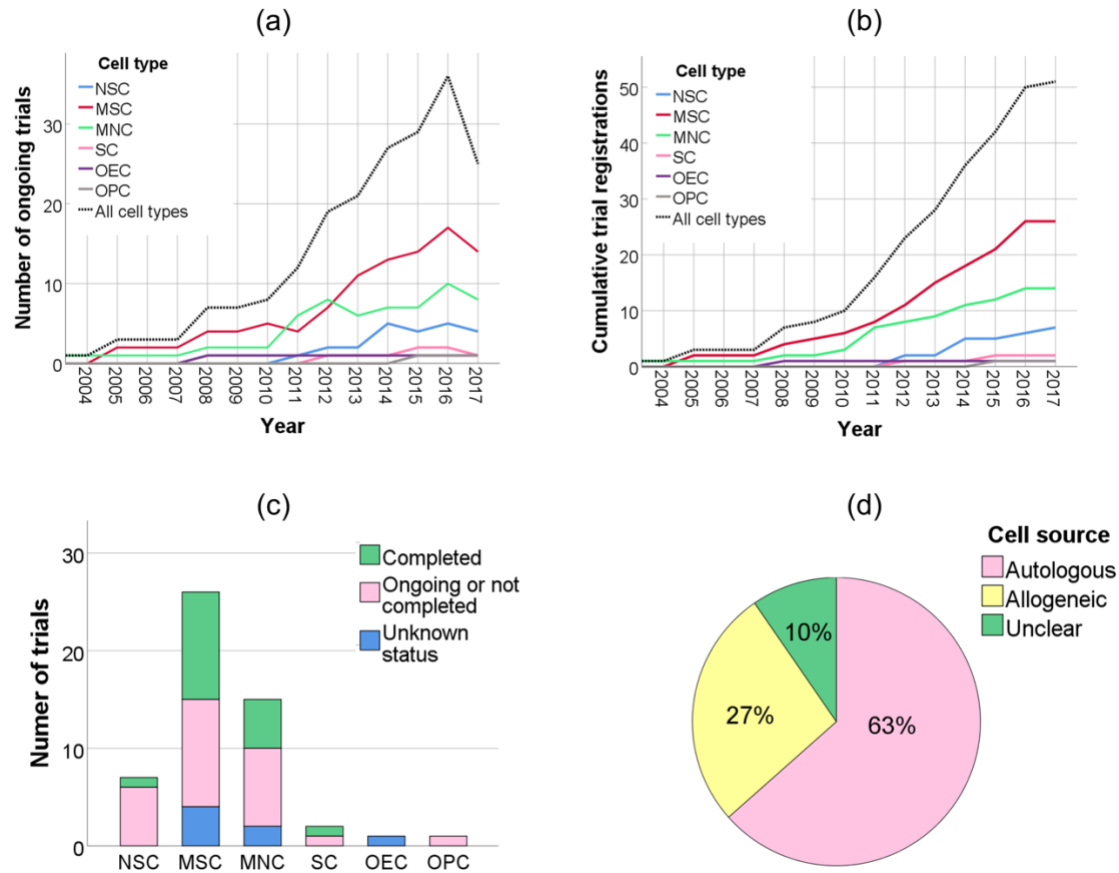 (a)
Cell type
NSC
MSC
MNC
SC
OEC
OPC
All cell types
Number of ongoing trials
30
20
10
0
2004
2005
2006
2007
2008
2009
2010
2011
2012
2013
2014
2015
2016
2017
Year
(b)
Cell type
NSC
MSC
MNC
SC
OEC
OPC
All cell types
Cumulative trial registrations
50
40
30
20
10
0
2004
2005
2006
2007
2008
2009
2010
2011
2012
2013
2014
2015
2016
2017
Year
(c)
Completed
Ongoing or not
completed
Unknown
status
Numer of trials
30
20
10
0
NSC MSC MNC SC OEC OPC
(d)
Cell source
Autologous
Allogeneic
Unclear
10%
27%
63%